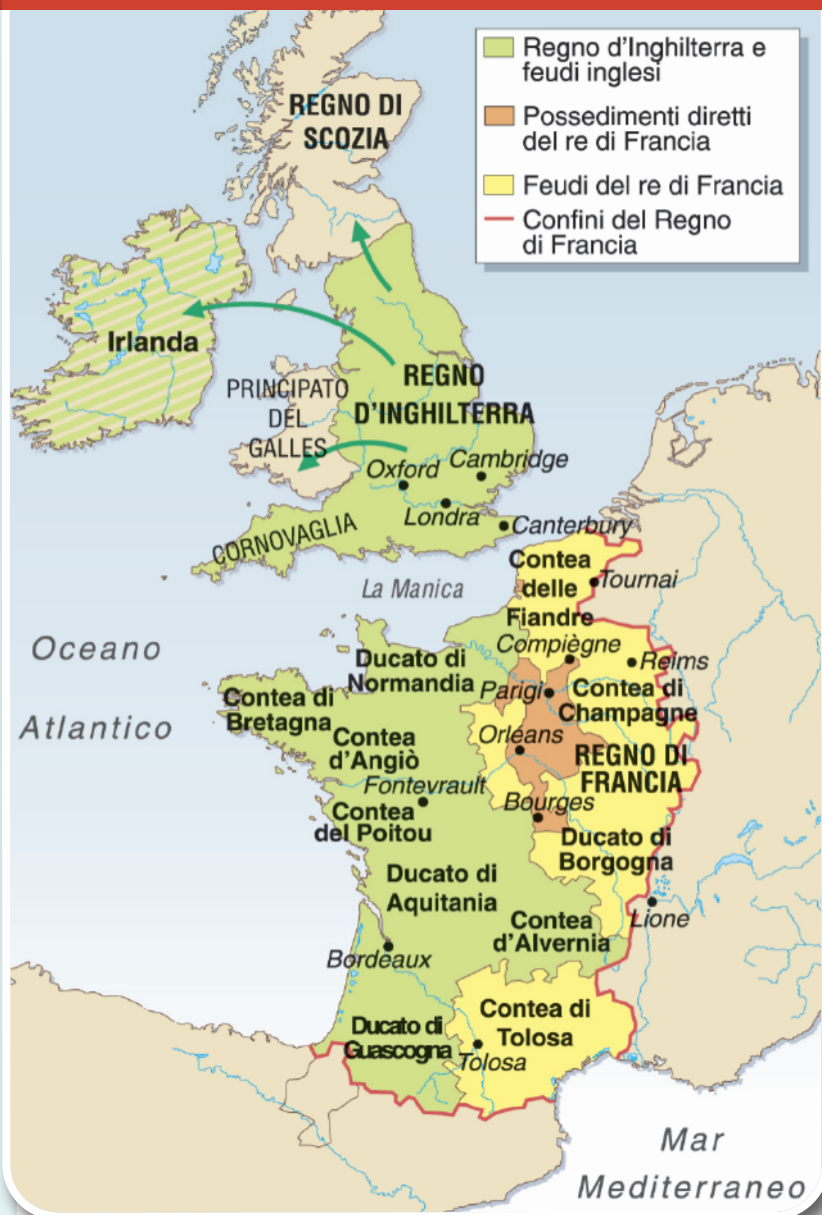 Regno d'Inghilterra e
feudi inglesi
Possedimenti diretti
del re di Francia
Feudi del re di Francia
Confini del Regno
di Francia
REGNO DI
SCOZIA
Irlanda
PRINCIPATO
DEL
GALLES
REGNO
D'INGHILTERRA
Oxford
Cambridge
Londra
Canterbury
CORNOVAGLIA
La Manica
Contea
delle
Fiandre
Tournai
Oceano
Atlantico
Compiègne
Reims
Ducato di
Normandia
Parigi
Contea di
Champagne
Contea di
Bretagna
Contea
d'Angiò
Orléans
REGNO DI
FRANCIA
Fontevrault
Bourges
Contea
del Poitou
Ducato di
Borgogna
Ducato di
Aquitania
Lione
Contea
d'Alvernia
Bordeaux
Contea di
Tolosa
Ducato di
Guascogna
Tolosa
Mar
Mediterraneo